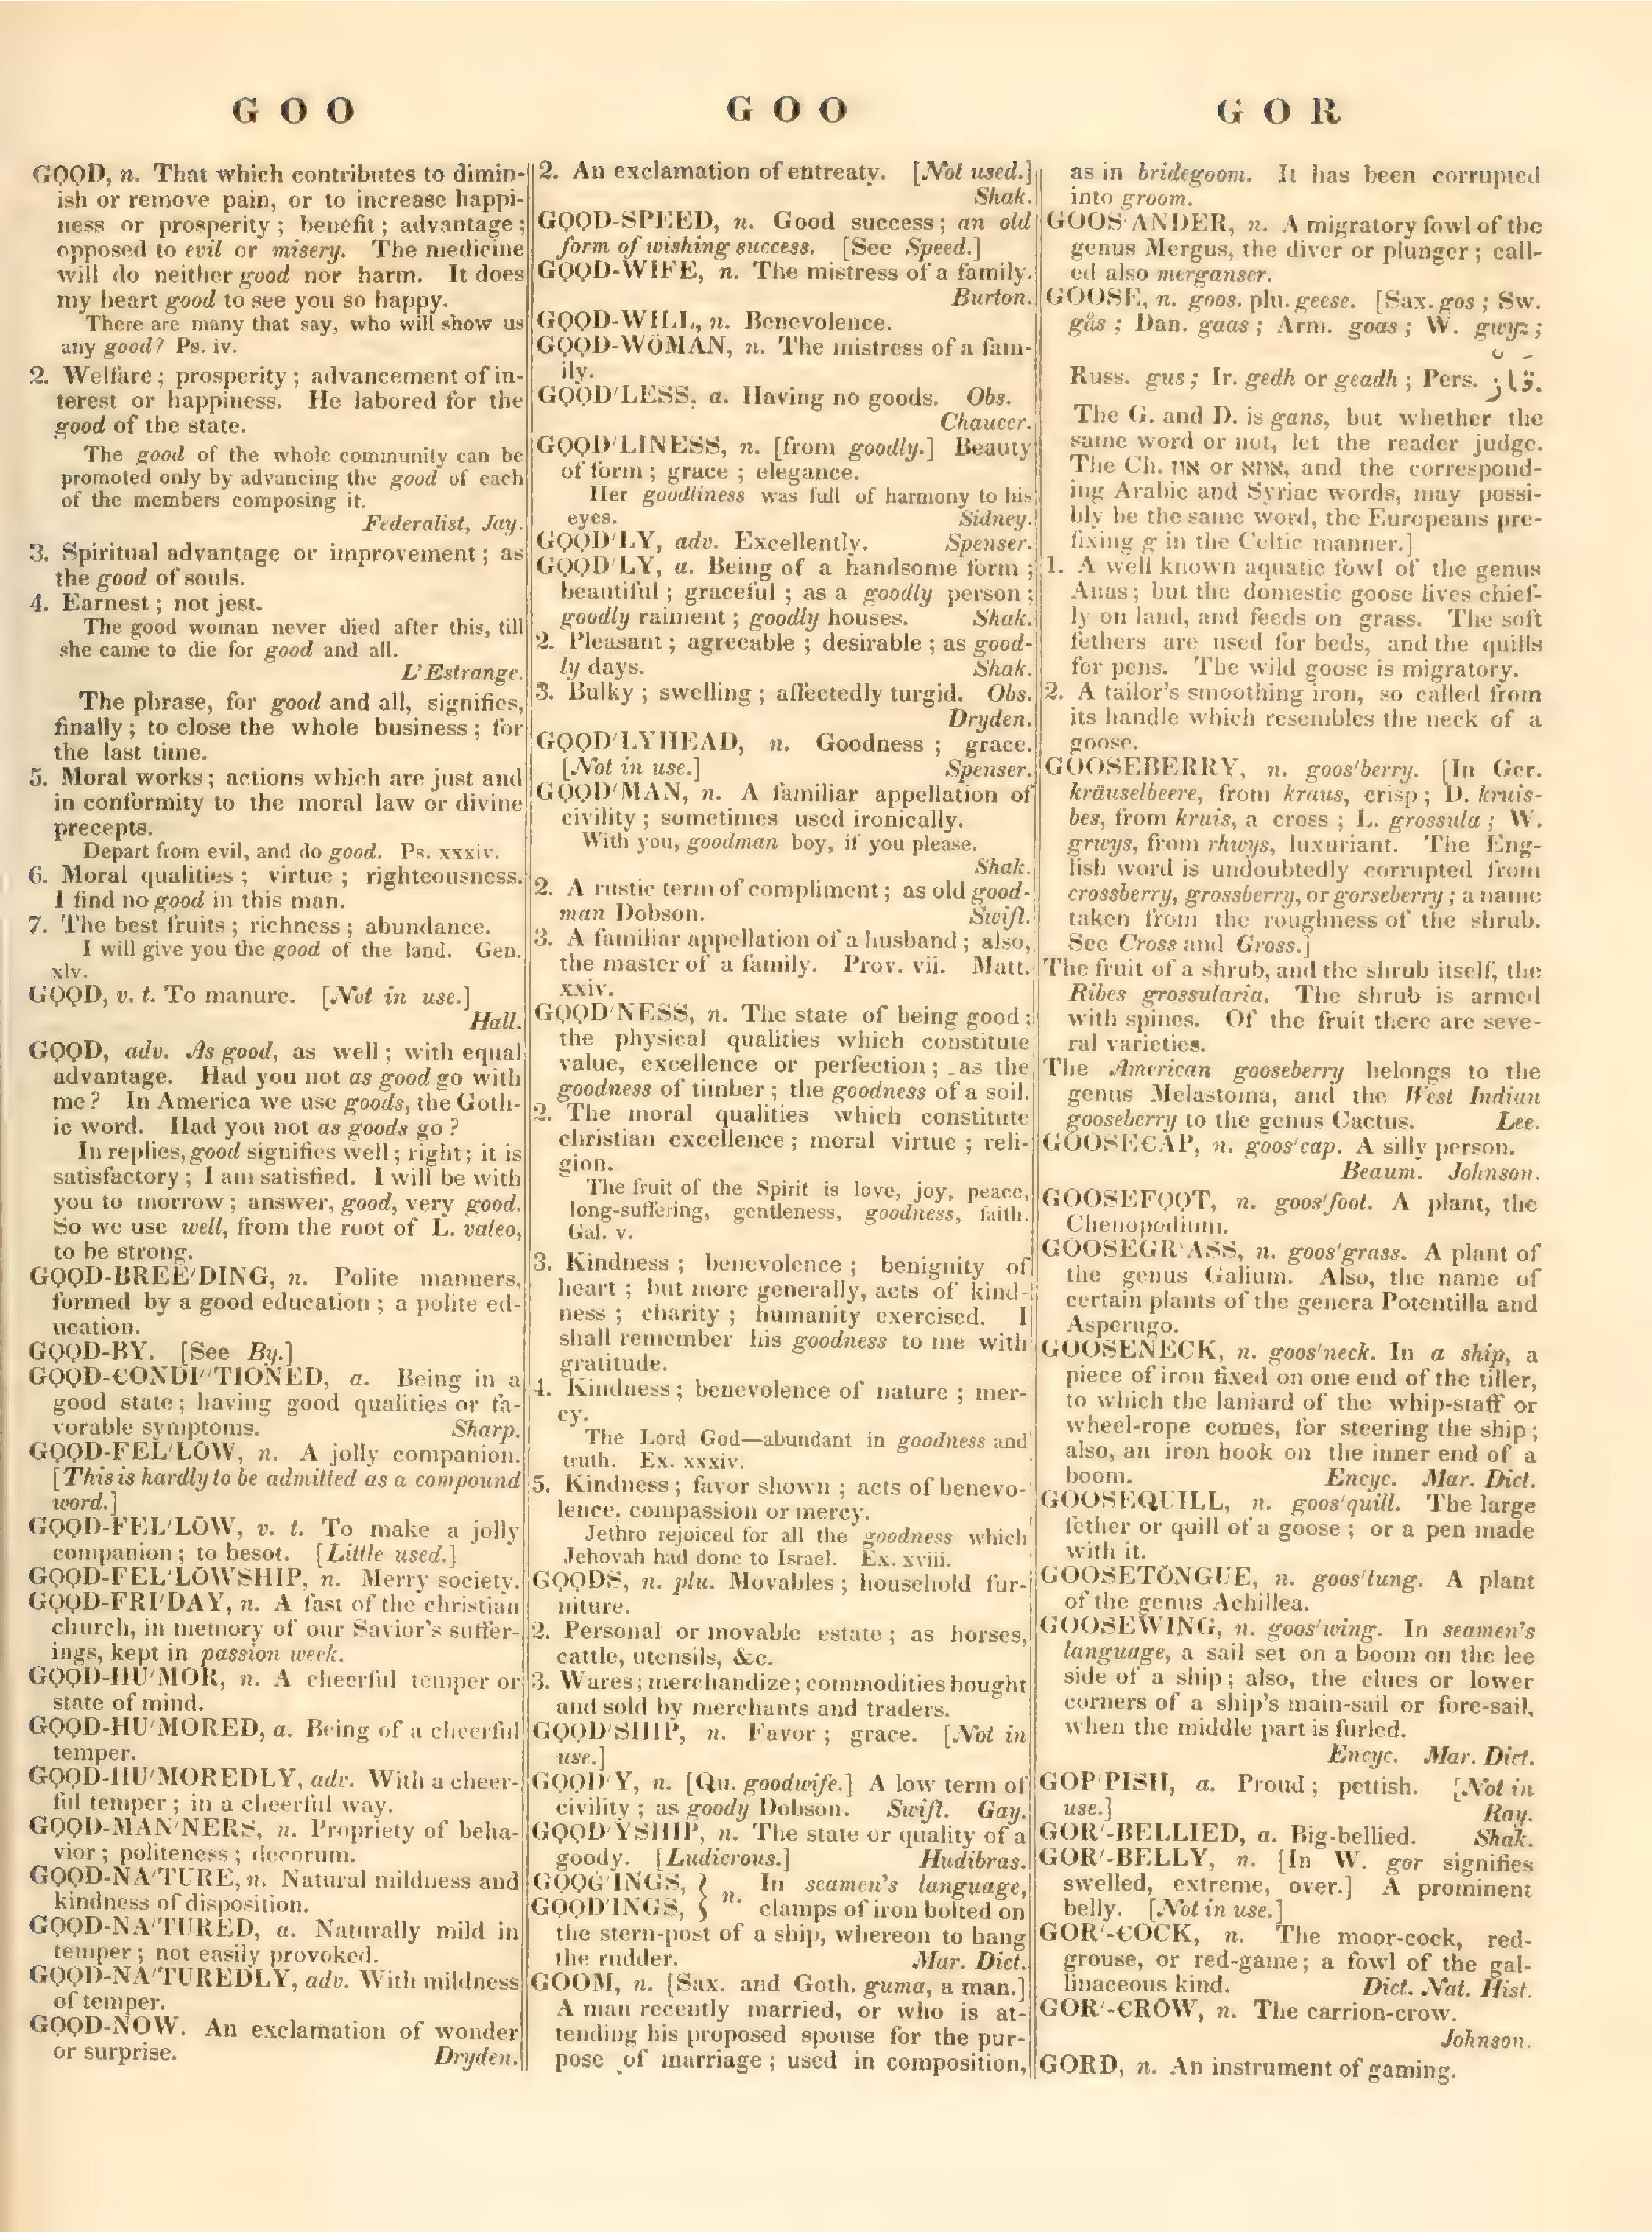 GOO
GOO
GOR
GOOD, n. That which contributes to dimin-
ish or remove pain, or to increase happi-
ness or prosperity ; benefit ; advantage ;
opposed to evil or misery. The medicine
will do neither good nor harm. It does
my heart good to see you so happy.
There are many that say, who will show us
any good? Ps. iv.
2. Welfare ; prosperity ; advancement of in-
terest or happiness. He labored for the
good of the state.
The good of the whole community can be
promoted only by advancing the good of each
of the members composing it.
Federalist, Jay.
3. Spiritual advantage or improvement ; as
the good of souls.
4. Earnest ; not jest.
The good woman never died after this, till
she came to die for good and all.
L'Estrange.
The phrase, for good and all, signifies,
finally ; to close the whole business ; for
the last time.
5. Moral works ; actions which are just and
in conformity to the moral law or divine
precepts.
Depart from evil, and do good. Ps. xxxiv.
6. Moral qualities ; virtue ; righteousness.
I find no good in this man.
7. The best fruits ; richness ; abundance.
I will give you the good of the land. Gen.
xlv.
GOOD, v. t. To manure. [Not in use.]
Hall.
GOOD, adv. As good, as well ; with equal
advantage. Had you not as good go with
me? In America we use goods, the Goth-
ic word. Had you not as goods go ?
In replies, good signifies well ; right ; it is
satisfactory ; I am satisfied. I will be with
you to morrow ; answer, good, very good.
So we use well, from the root of L. valeo,
to be strong.
GOOD-BREE'DING, n. Polite manners,
formed by a good education ; a polite ed-
ucation.
GOOD-BY. [See By.]
GOOD-CONDI''TIONED, a. Being in a
good state ; having good qualities or fa-
vorable symptoms. Sharp.
GOOD-FEL'LOW, n. A jolly companion.
[This is hardly to be admitted as a compound
word.]
GOOD-FEL'LOW, v. t. To make a jolly
companion ; to besot. [Little used.]
GOOD-FEL'LOWSHIP, n. Merry society.
GOOD-FRI'DAY, n. A fast of the christian
church, in memory of our Savior's suffer-
ings, kept in passion week.
GOOD-HU'MOR, n. A cheerful temper or
state of mind.
GOOD-HU'MORED, a. Being of a cheerful
temper.
GOOD-HU'MOREDLY, adv. With a cheer-
ful temper ; in a cheerful way.
GOOD-MAN'NERS, n. Propriety of beha-
vior ; politeness ; decorum.
GOOD-NA'TURE, n. Natural mildness and
kindness of disposition.
GOOD-NA'TURED, a. Naturally mild in
temper ; not easily provoked.
GOOD-NA'TUREDLY, adv. With mildness
of temper.
GOOD-NOW. An exclamation of wonder
or surprise. Dryden.
2. An exclamation of entreaty. [Not used.]
Shak.
GOOD-SPEED, n. Good success ; an old
form of wishing success. [See Speed.]
GOOD-WIFE, n. The mistress of a family.
Burton.
GOOD-WILL, n. Benevolence.
GOOD-WÖMAN, n. The mistress of a fam-
ily.
GOOD'LESS, a. Having no goods. Obs.
Chaucer.
GOOD'LINESS, n. [from goodly.] Beauty
of form ; grace ; elegance.
Her goodliness was full of harmony to his
eyes. Sidney.
GOOD'LY, adv. Excellently. Spenser.
GOOD'LY, a. Being of a handsome form ;
beautiful ; graceful ; as a goodly person ;
goodly raiment ; goodly houses. Shak.
2. Pleasant ; agreeable ; desirable ; as good-
ly days. Shak.
3. Bulky ; swelling ; affectedly turgid. Obs.
Dryden.
GOOD'LYHEAD, n. Goodness ; grace.
[Not in use.] Spenser.
GOOD'MAN, n. A familiar appellation of
civility ; sometimes used ironically.
With you, goodman boy, if you please.
Shak.
2. A rustic term of compliment ; as old good-
man Dobson. Swift.
3. A familiar appellation of a husband ; also,
the master of a family. Prov. vii. Matt.
xxiv.
GOOD'NESS, n. The state of being good ;
the physical qualities which constitute
value, excellence or perfection ; as the
goodness of timber ; the goodness of a soil.
2. The moral qualities which constitute
christian excellence ; moral virtue ; reli-
gion.
The fruit of the Spirit is love, joy, peace,
long-suffering, gentleness, goodness, faith.
Gal. v.
3. Kindness ; benevolence ; benignity of
heart ; but more generally, acts of kind-
ness ; charity ; humanity exercised. I
shall remember his goodness to me with
gratitude.
4. Kindness ; benevolence of nature ; mer-
cy.
The Lord God—abundant in goodness and
truth. Ex. xxxiv.
5. Kindness ; favor shown ; acts of benevo-
lence, compassion or mercy.
Jethro rejoiced for all the goodness which
Jehovah had done to Israel. Ex. xviii.
GOODS, n. plu. Movables ; household fur-
niture.
2. Personal or movable estate ; as horses,
cattle, utensils, &c.
3. Wares ; merchandize ; commodities bought
and sold by merchants and traders.
GOOD'SHIP, n. Favor ; grace. [Not in
use.]
GOOD'Y, n. [Qu. goodwife.] A low term of
civility ; as goody Dobson. Swift. Gay.
GOOD'YSHIP, n. The state or quality of a
goody. [Ludicrous.] Hudibras.
GOOG'INGS, } n. In seamen's language,
GOOD'INGS, } clamps of iron bolted on
the stern-post of a ship, whereon to hang
the rudder. Mar. Dict.
GOOM, n. [Sax. and Goth. guma, a man.]
A man recently married, or who is at-
tending his proposed spouse for the pur-
pose of marriage ; used in composition,
as in bridegoom. It has been corrupted
into groom.
GOOS'ANDER, n. A migratory fowl of the
genus Mergus, the diver or plunger ; call-
ed also merganser.
GOOSE, n. goos. plu. geese. [Sax. gos ; Sw.
gås ; Dan. gaas ; Arm. goas ; W. gwyz ;
Russ. gus ; Ir. gedh or geadh ; Pers.
The G. and D. is gans, but whether the
same word or not, let the reader judge.
The Ch. אוז or אווא, and the correspond-
ing Arabic and Syriac words, may possi-
bly be the same word, the Europeans pre-
fixing g in the Celtic manner.]
1. A well known aquatic fowl of the genus
Anas ; but the domestic goose lives chief-
ly on land, and feeds on grass. The soft
fethers are used for beds, and the quills
for pens. The wild goose is migratory.
2. A tailor's smoothing iron, so called from
its handle which resembles the neck of a
goose.
GOOSEBERRY, n. goos'berry. [In Ger.
kräuselbeere, from kraus, crisp ; D. kruis-
bes, from kruis, a cross ; L. grossula ; W.
grwys, from rhwys, luxuriant. The Eng-
lish word is undoubtedly corrupted from
crossberry, grossberry, or gorseberry ; a name
taken from the roughness of the shrub.
See Cross and Gross.]
The fruit of a shrub, and the shrub itself, the
Ribes grossularia. The shrub is armed
with spines. Of the fruit there are seve-
ral varieties.
The American gooseberry belongs to the
genus Melastoma, and the West Indian
gooseberry to the genus Cactus. Lee.
GOOSECAP, n. goos'cap. A silly person.
Beaum. Johnson.
GOOSEFOOT, n. goos'foot. A plant, the
Chenopodium.
GOOSEGRASS, n. goos'grass. A plant of
the genus Galium. Also, the name of
certain plants of the genera Potentilla and
Asperugo.
GOOSENECK, n. goos'neck. In a ship, a
piece of iron fixed on one end of the tiller,
to which the laniard of the whip-staff or
wheel-rope comes, for steering the ship ;
also, an iron hook on the inner end of a
boom. Encyc. Mar. Dict.
GOOSEQUILL, n. goos'quill. The large
fether or quill of a goose ; or a pen made
with it.
GOOSETÖNGUE, n. goos'tung. A plant
of the genus Achillea.
GOOSEWING, n. goos'wing. In seamen's
language, a sail set on a boom on the lee
side of a ship ; also, the clues or lower
corners of a ship's main-sail or fore-sail,
when the middle part is furled.
Encyc. Mar. Dict.
GOP'PISH, a. Proud ; pettish. [Not in
use.] Ray.
GOR'-BELLIED, a. Big-bellied. Shak.
GOR'-BELLY, n. [In W. gor signifies
swelled, extreme, over.] A prominent
belly. [Not in use.]
GOR'-COCK, n. The moor-cock, red-
grouse, or red-game ; a fowl of the gal-
linaceous kind. Dict. Nat. Hist.
GOR'-CROW, n. The carrion-crow.
Johnson.
GORD, n. An instrument of gaming.